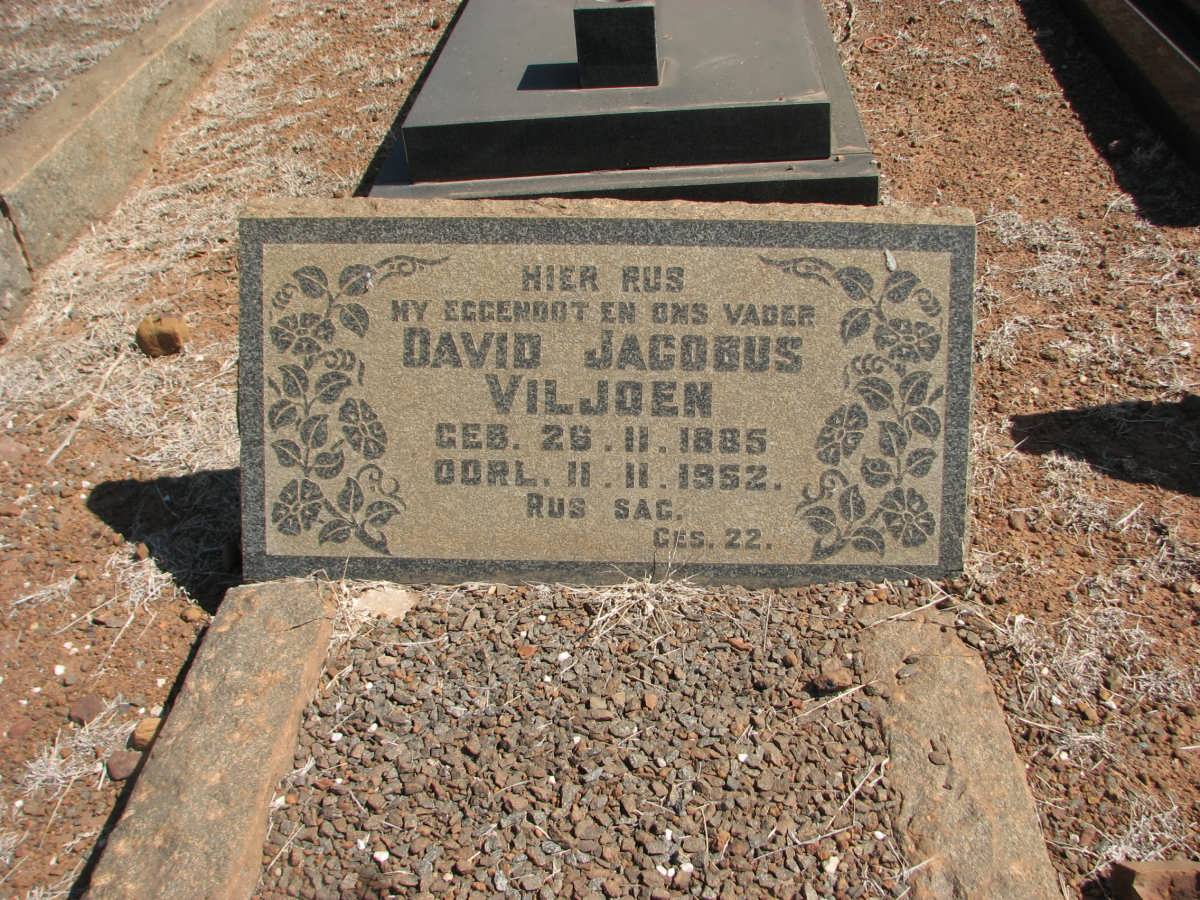 HIER RUS
MY EGGENOOT EN ONS VADER
DAVID JACOBUS
VILJOEN
GEB. 26.11.1885
OORL. 11.11.1952.
RUS SAG.
GES. 22.